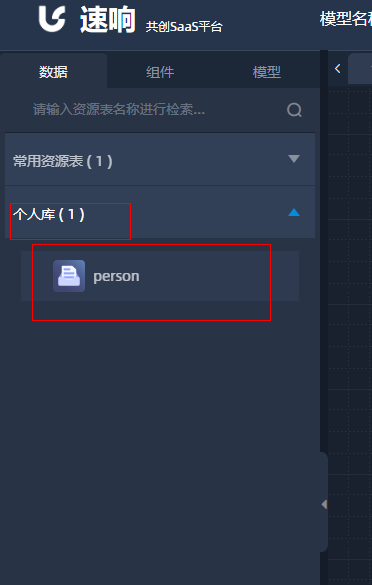 速响 共创SaaS平台 模型名称
数据 组件 模型
请输入资源表名称进行检索...
常用资源表 ( 1 )
个人库 ( 1 )
person